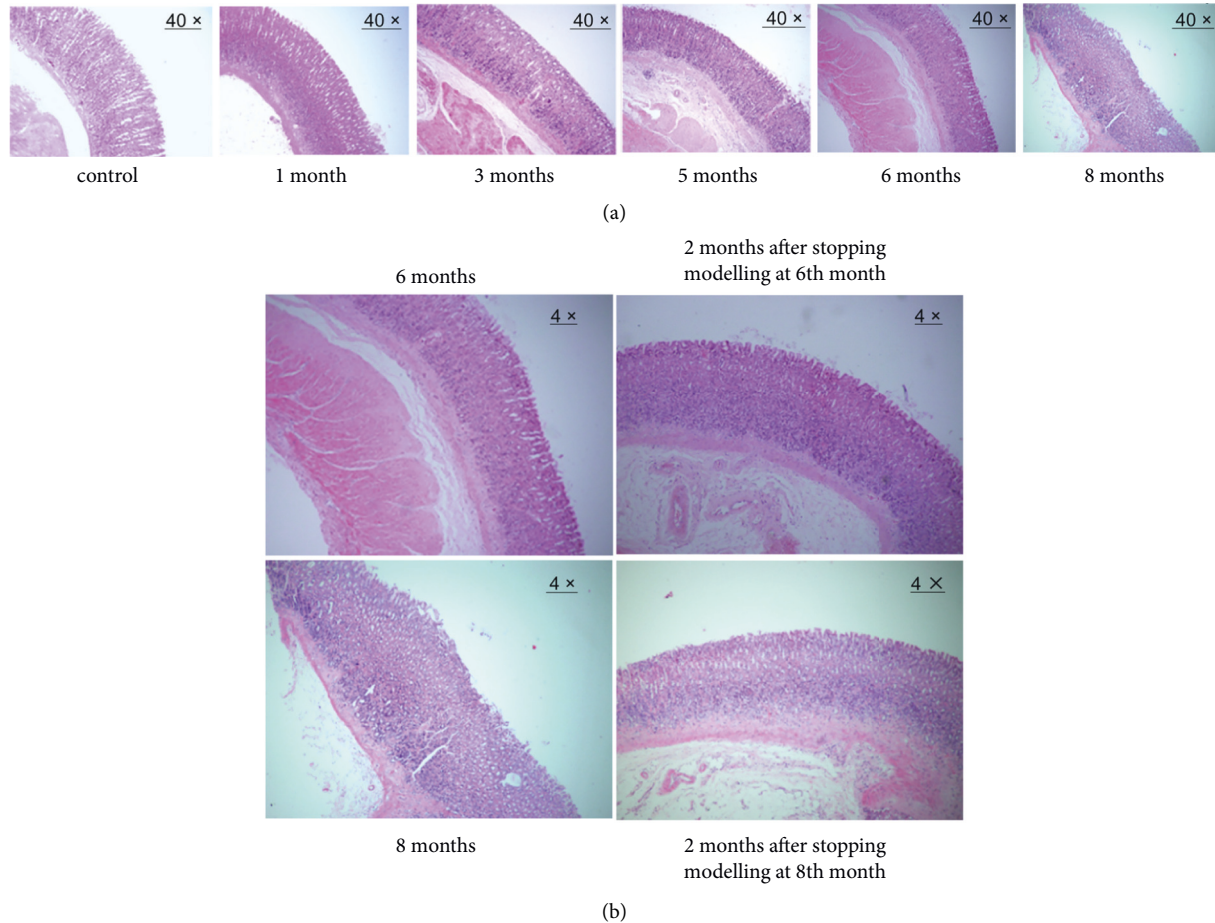 40 ×
40 ×
40 ×
40 ×
40 ×
40 ×
control
1 month
3 months
5 months
6 months
8 months
(a)
6 months
2 months after stopping
modelling at 6th month
4 ×
4 ×
4 ×
4 ×
8 months
2 months after stopping
modelling at 8th month
(b)